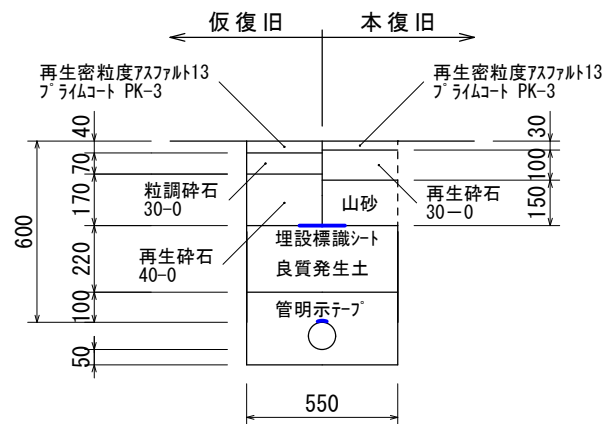 仮復旧
本復旧
再生密粒度アスファルト13
プライムコート PK-3
再生密粒度アスファルト13
プライムコート PK-3
40
70
170
220
100
50
600
30
100
150
粒調砕石
30-0
再生砕石
40-0
山砂
再生砕石
30－0
埋設標識シート
良質発生土
管明示テープ
550